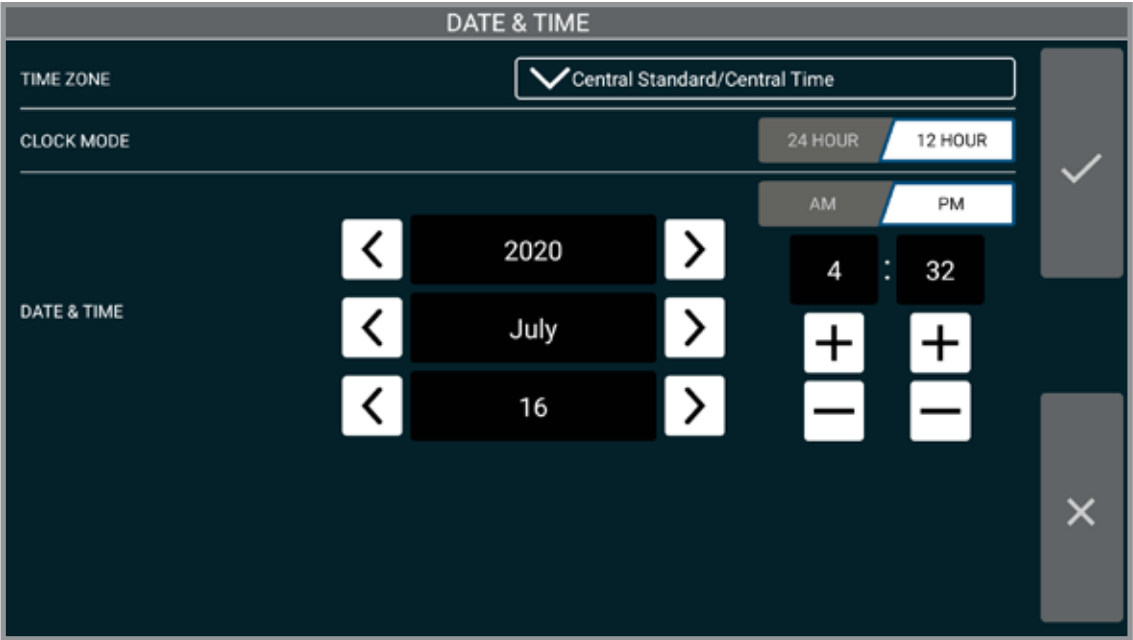 DATE & TIME
TIME ZONE
Central Standard/Central Time
CLOCK MODE
24 HOUR
12 HOUR
AM
PM
DATE & TIME
2020
July
16
4 : 32